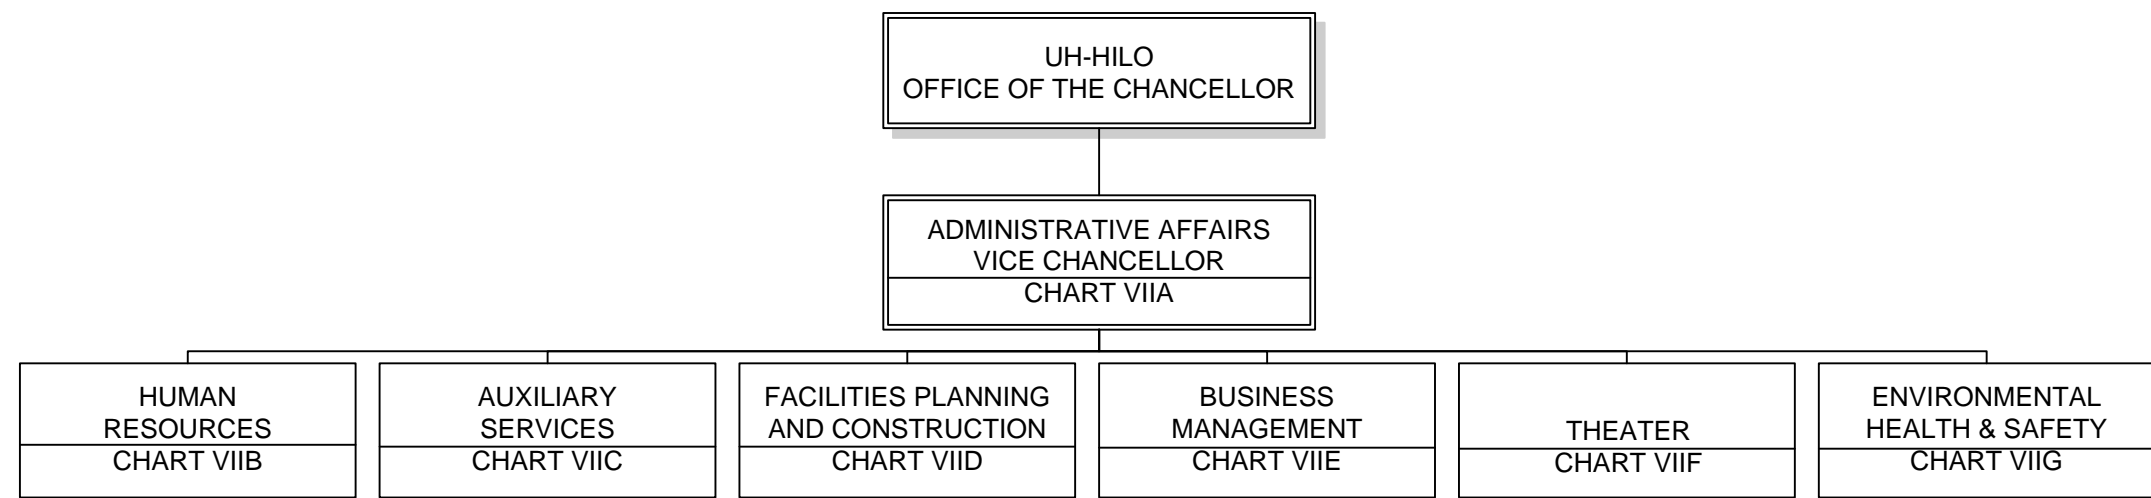 UH-HILO
OFFICE OF THE CHANCELLOR
ADMINISTRATIVE AFFAIRS
VICE CHANCELLOR
CHART VIIA
HUMAN
RESOURCES
CHART VIIB
AUXILIARY
SERVICES
CHART VIIC
FACILITIES PLANNING
AND CONSTRUCTION
CHART VIID
BUSINESS
MANAGEMENT
CHART VIIE
THEATER
CHART VIIF
ENVIRONMENTAL
HEALTH & SAFETY
CHART VIIG